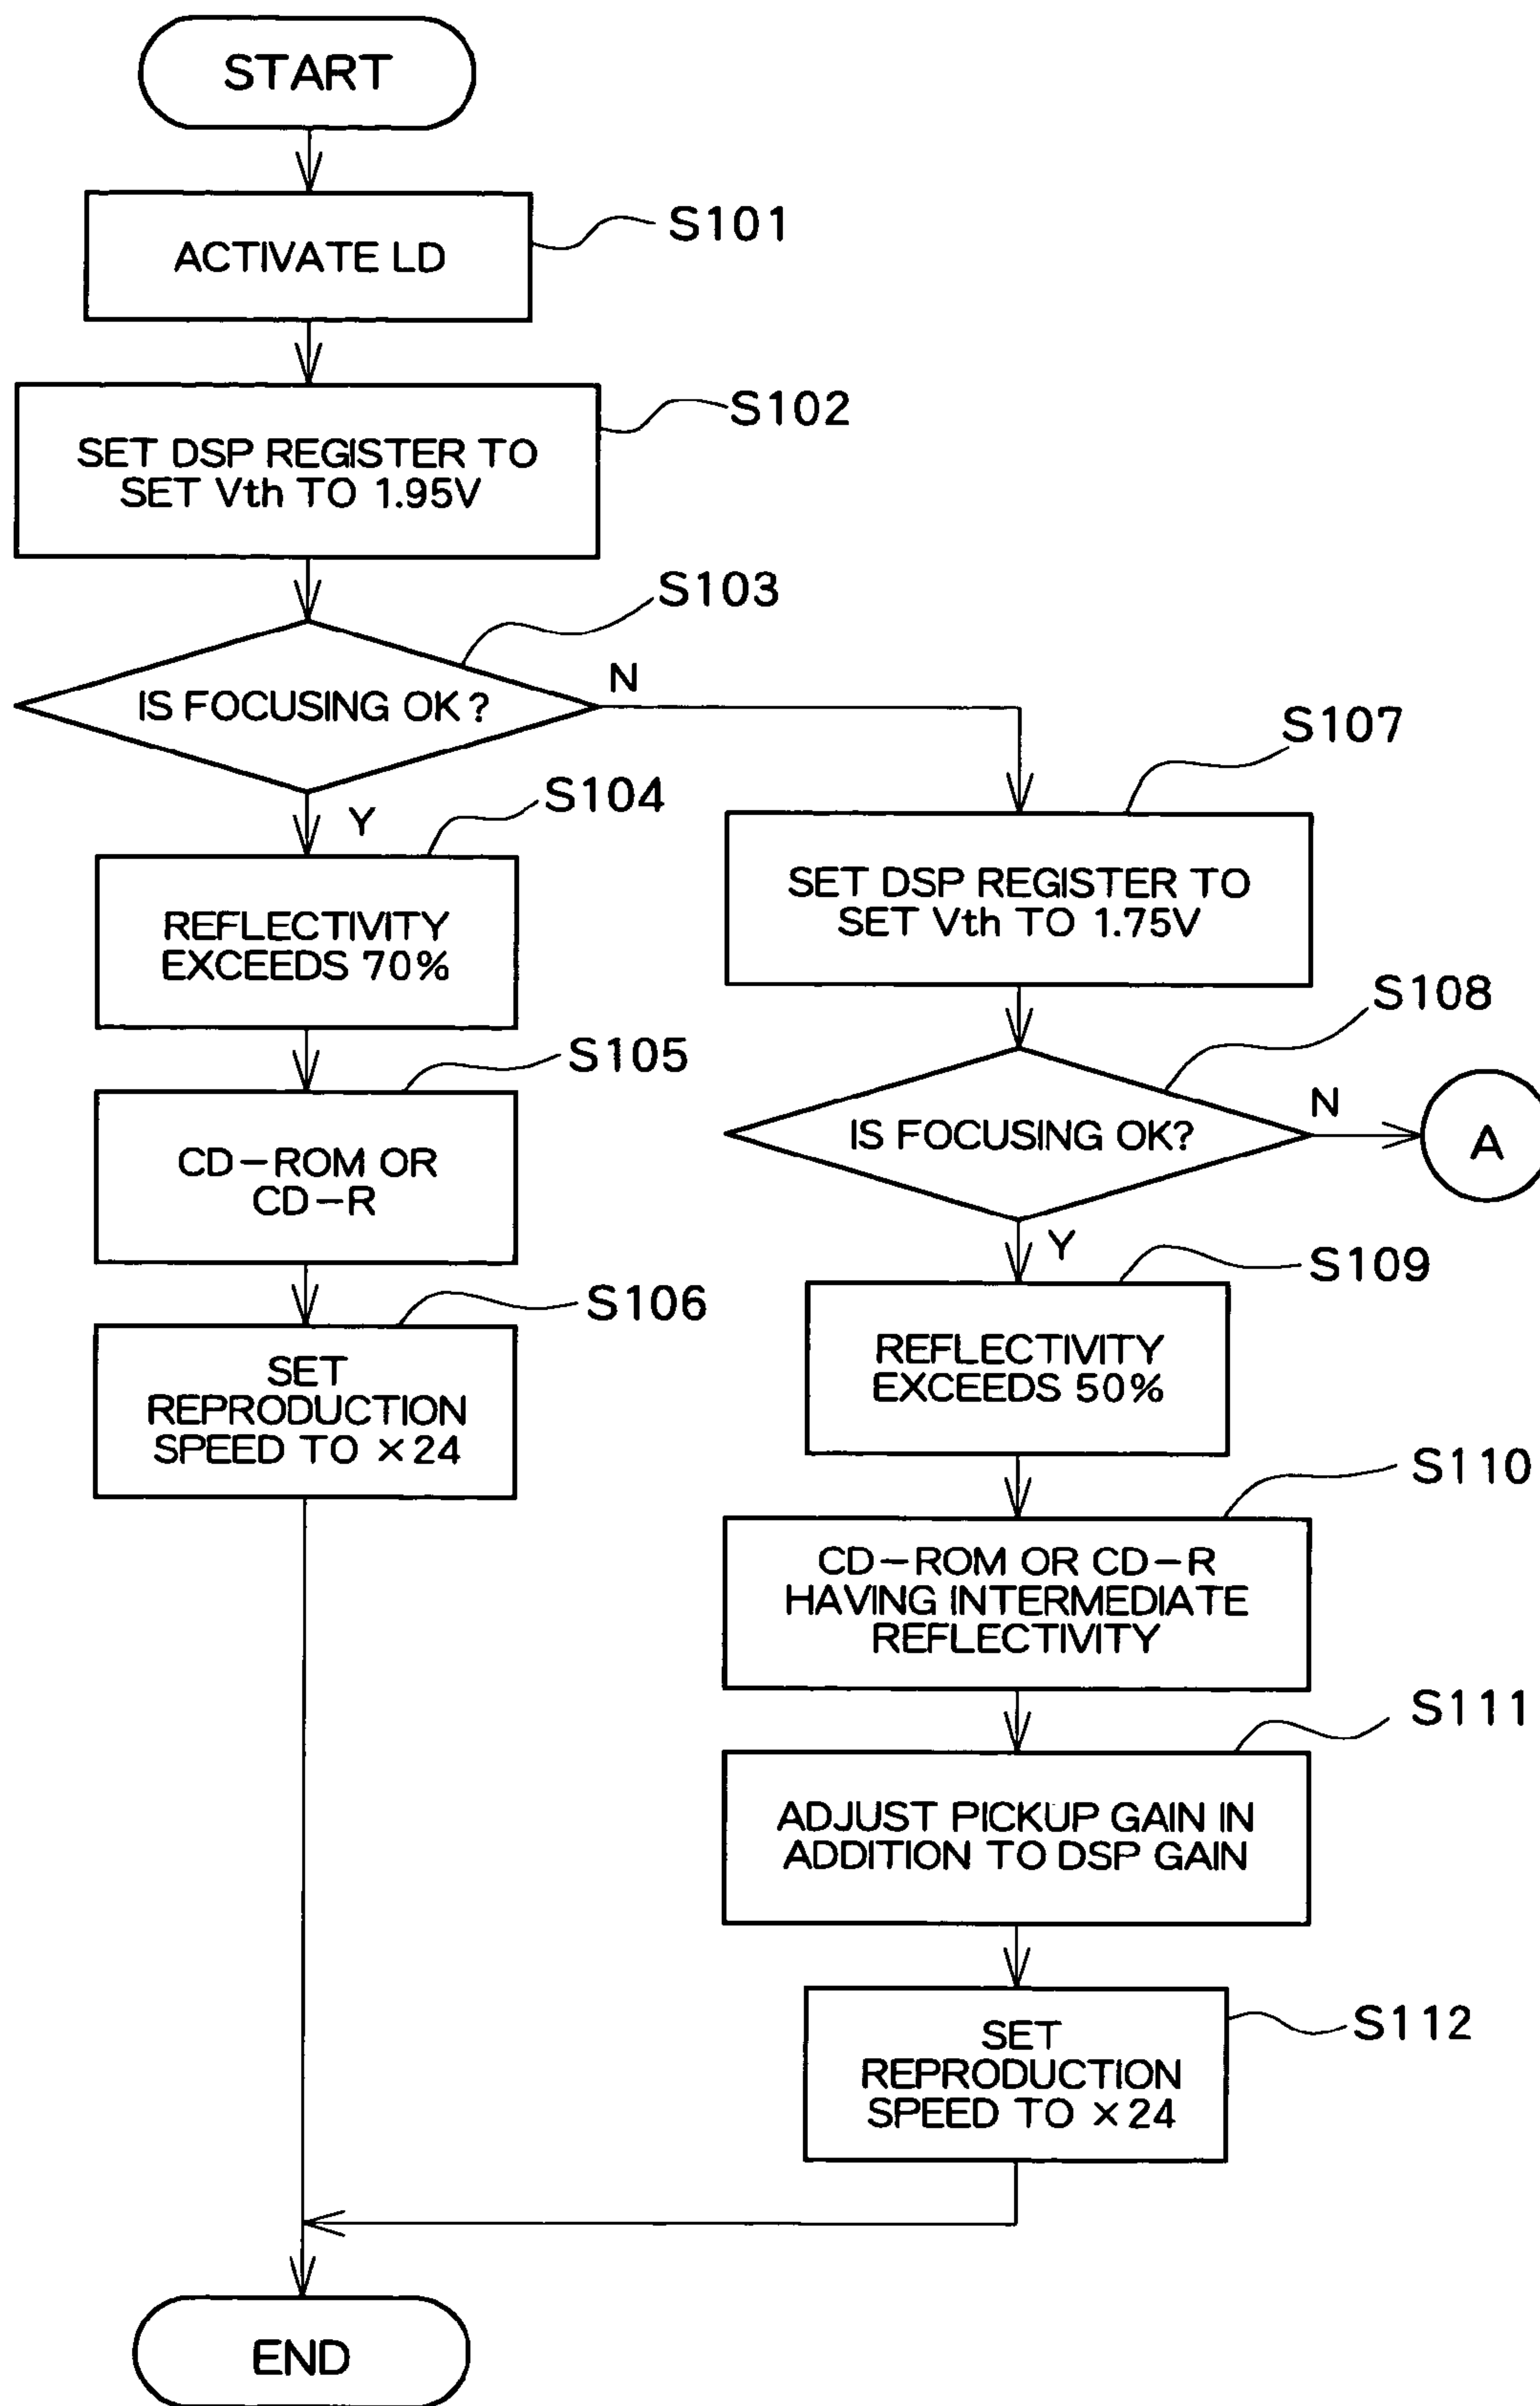 START
ACTIVATE LD
S101
SET DSP REGISTER TO
SET Vth TO 1.95V
S102
IS FOCUSING OK?
S103
N
Y
REFLECTIVITY
EXCEEDS 70%
S104
CD-ROM OR
CD-R
S105
SET
REPRODUCTION
SPEED TO ×24
S106
SET DSP REGISTER TO
SET Vth TO 1.75V
S107
IS FOCUSING OK?
S108
N
A
Y
REFLECTIVITY
EXCEEDS 50%
S109
CD-ROM OR CD-R
HAVING INTERMEDIATE
REFLECTIVITY
S110
ADJUST PICKUP GAIN IN
ADDITION TO DSP GAIN
S111
SET
REPRODUCTION
SPEED TO ×24
S112
END